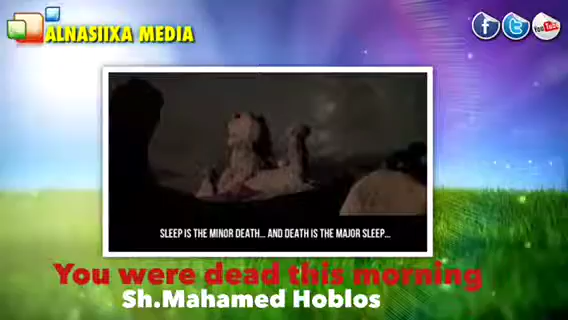 ALNASIIXA MEDIA
SLEEP IS THE MINOR DEATH... AND DEATH IS THE MAJOR SLEEP...
You were dead this morning
Sh.Mahamed Hoblos